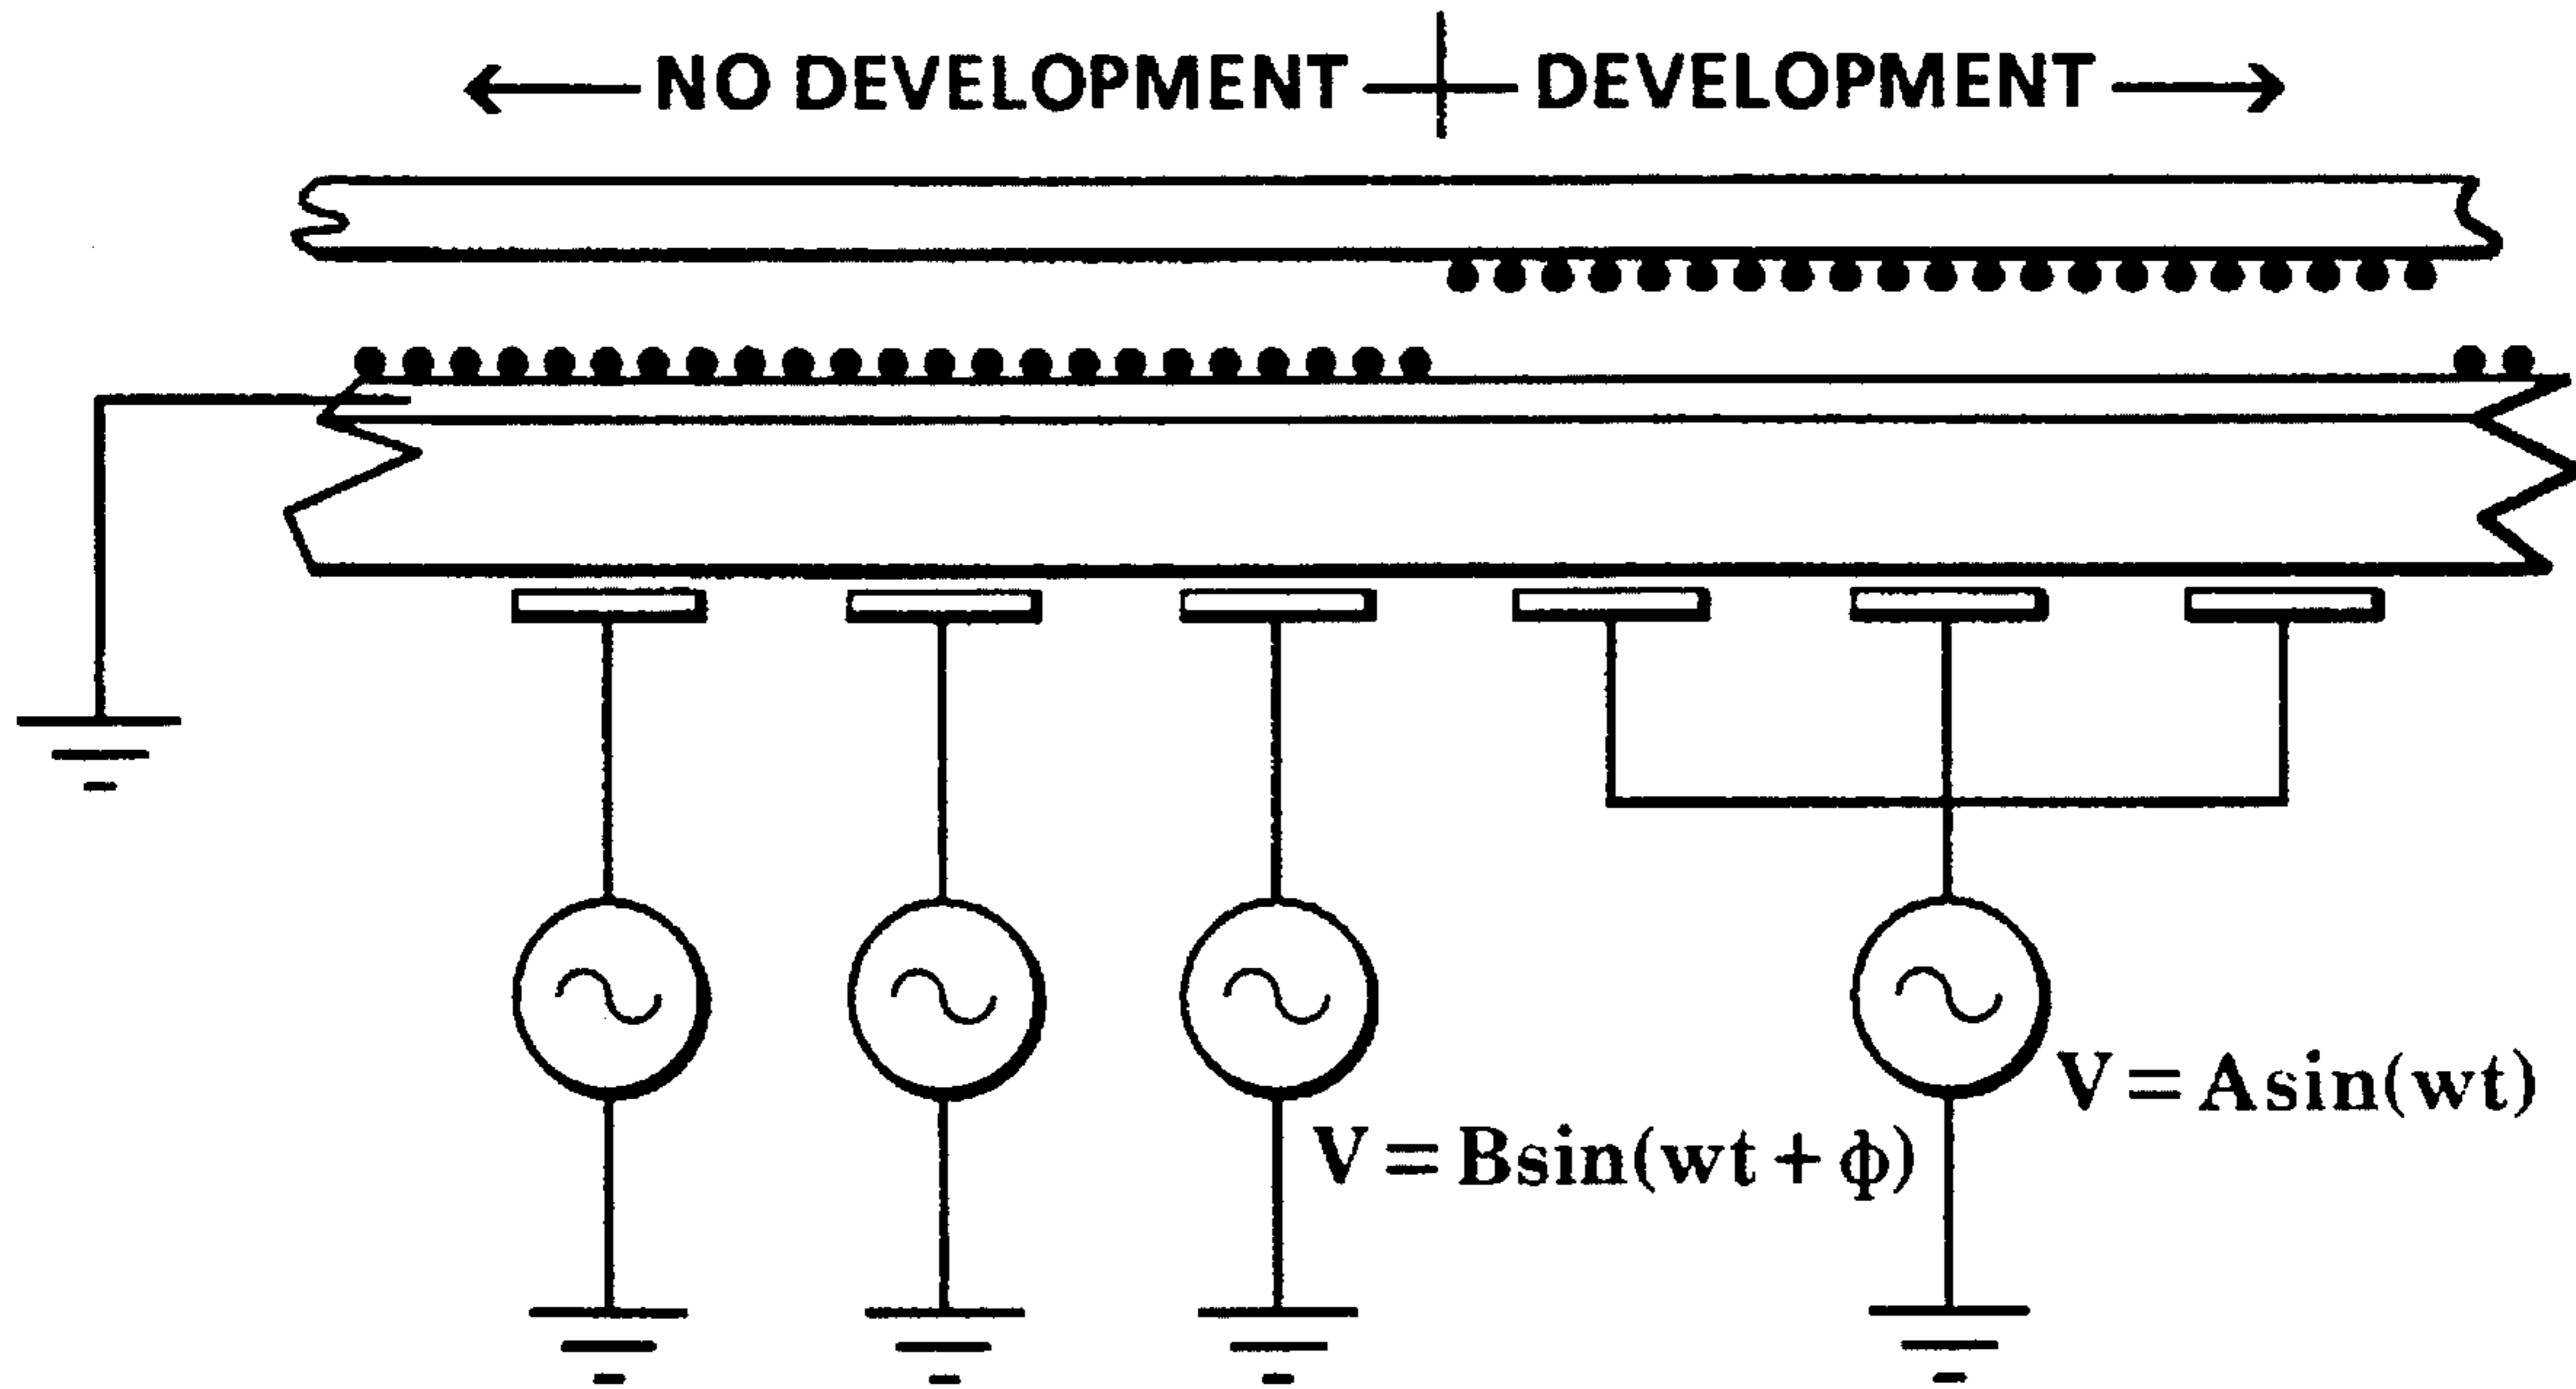 NO DEVELOPMENT DEVELOPMENT
V = Asin(wt)
V = Bsin(wt + ϕ)